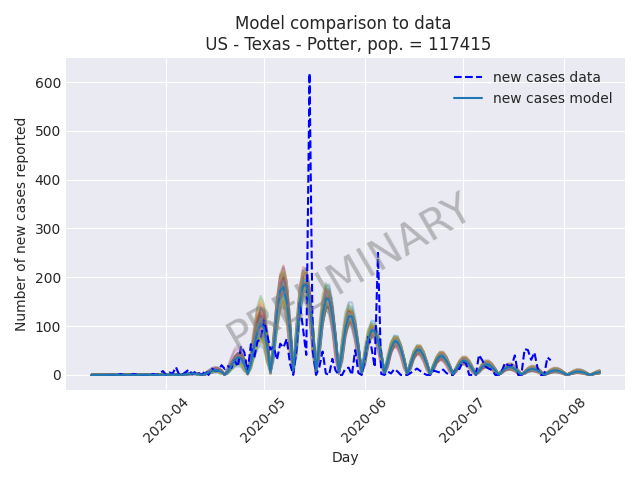 Model comparison to data
US - Texas - Potter, pop. = 117415
new cases data
new cases model
Number of new cases reported
600
500
400
300
200
100
0
PRELIMINARY
2020-04
2020-05
2020-06
2020-07
2020-08
Day